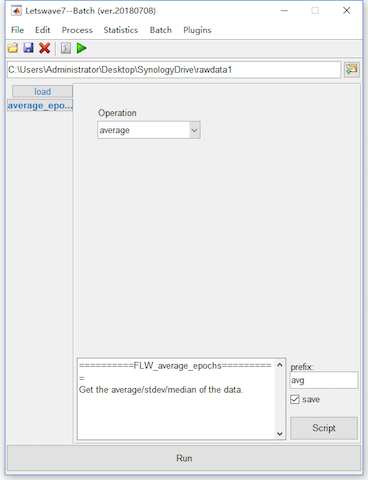 Letswave7--Batch (ver.20180708)
File Edit Process Statistics Batch Plugins
C:\Users\Administrator\Desktop\SynologyDrive\rawdata1
load
average_epo...
Operation
average
==========FLW_average_epochs=========
=
Get the average/stdev/median of the data.
prefix:
avg
save
Script
Run